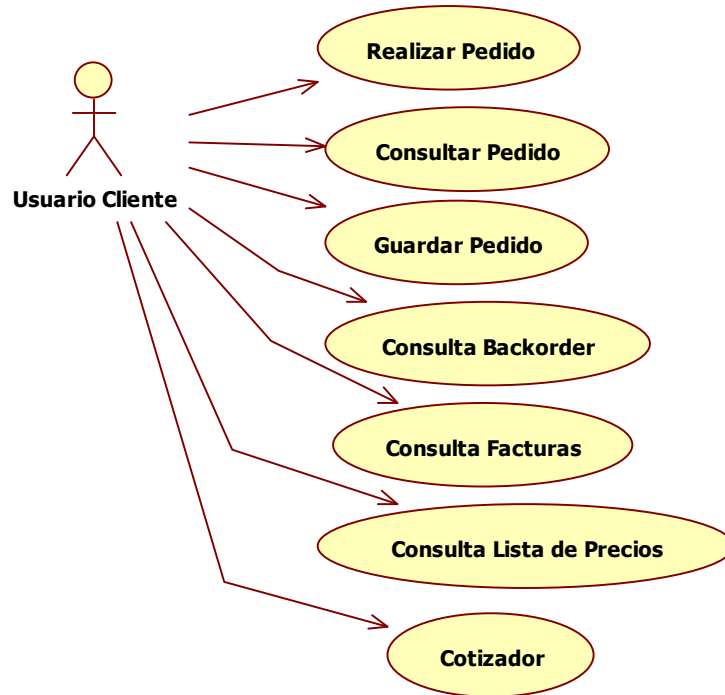 Realizar Pedido
Consultar Pedido
Usuario Cliente
Guardar Pedido
Consulta Backorder
Consulta Facturas
Consulta Lista de Precios
Cotizador